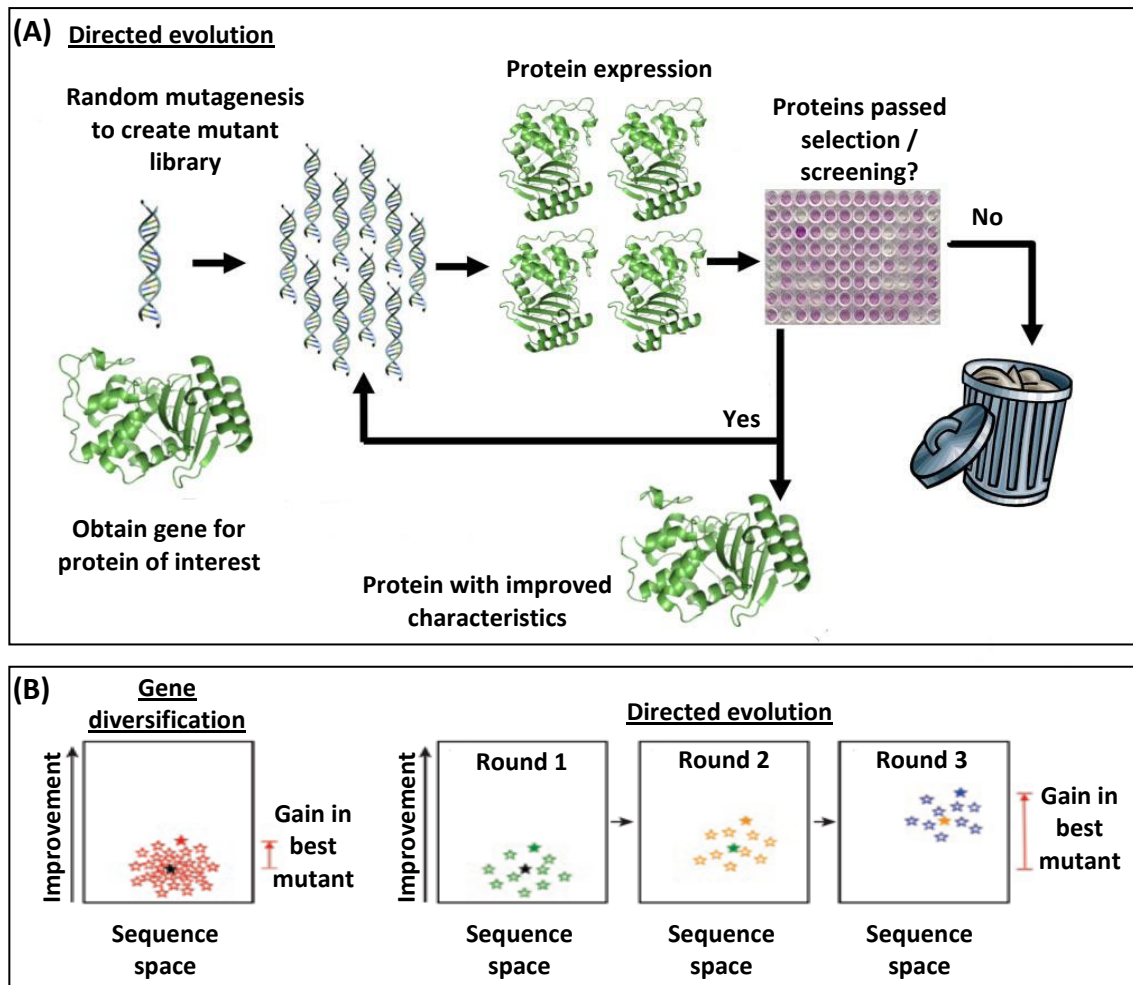 (A) Directed evolution
Random mutagenesis
to create mutant
library
Protein expression
Proteins passed
selection /
screening?
No
Yes
Obtain gene for
protein of interest
Protein with improved
characteristics
(B)
Gene
diversification
Improvement
Gain in
best
mutant
Sequence
space
Directed evolution
Improvement
Round 1
Round 2
Round 3
Gain in
best
mutant
Sequence
space
Sequence
space
Sequence
space